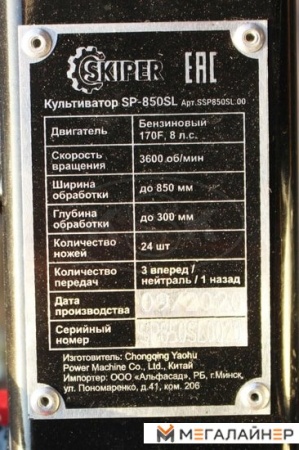 SKIPER EAC
Культиватор SP-850SL Арт.SSP850SL.00
Двигатель
Бензиновый
170F, 8 л.с.
Скорость
вращения
3600 об/мин
Ширина
обработки
до 850 мм
Глубина
обработки
до 300 мм
Количество
ножей
24 шт
Количество
передач
3 вперед /
нейтраль / 1 назад
Дата
производства
Серийный
номер
Изготовитель: Chongqing Yaohu
Power Machine Co., Ltd., Китай
Импортер: ООО «Альфасад», РБ, г.Минск,
ул. Пономаренко, д.41, ком. 206
МЕГАЛАЙНЕР